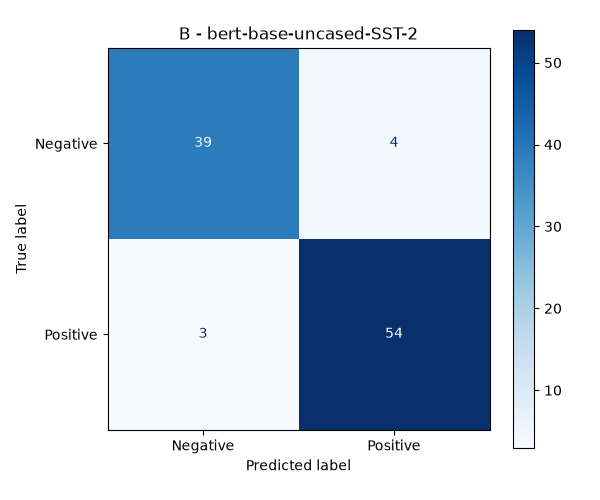 B - bert-base-uncased-SST-2
Negative
39
4
Positive
3
54
Negative
Positive
Predicted label
True label
50
40
30
20
10